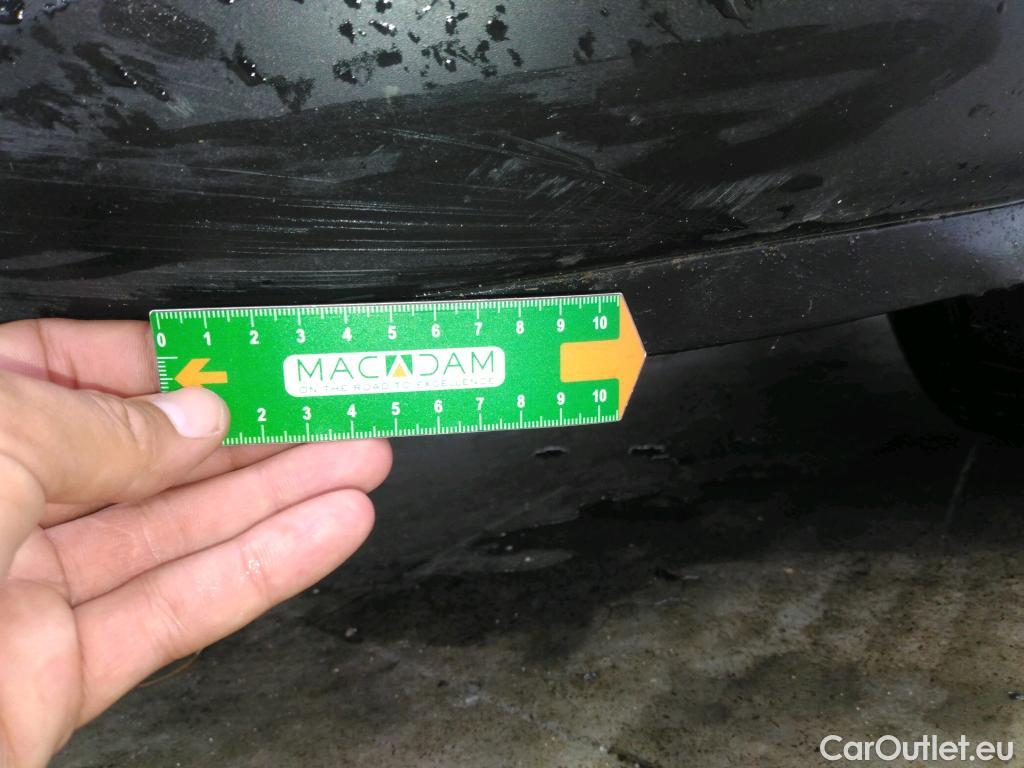 0 1 2 3 4 5 6 7 8 9 10
MACADAM
ON THE ROAD TO EXCELLENCE
2 3 4 5 6 7 8 9 10
CarOutlet.eu